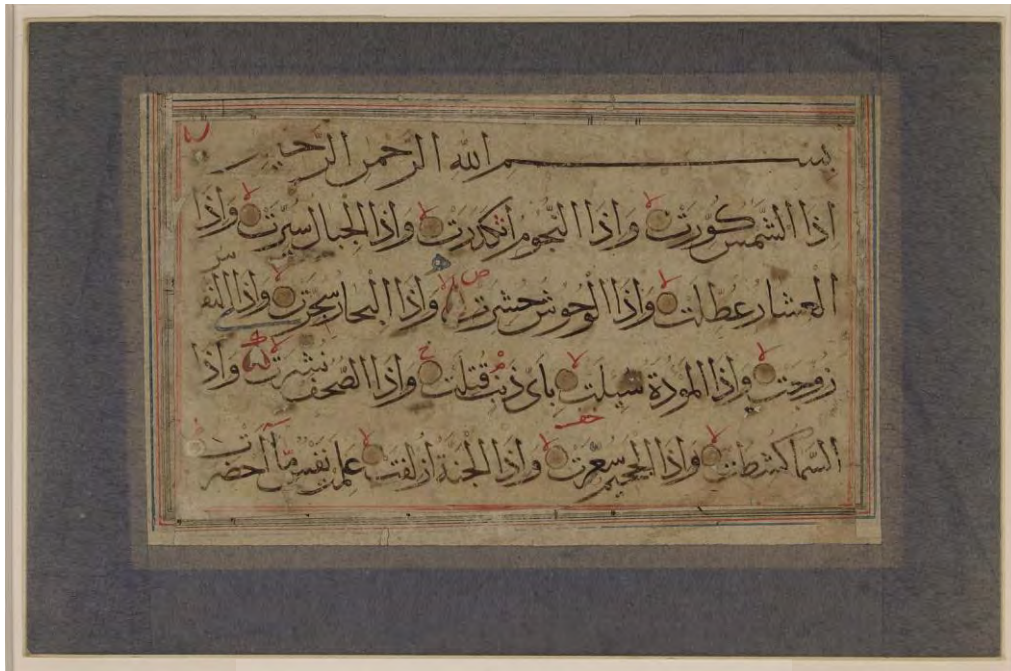 بسم الله الرحمن الرحيم
اذا الشمس كورت واذا النجوم انكدرت واذا الجبال سيرت واذا
العشار عطلت واذا الوحوش حشرت واذا البحار سجرت واذا النفو
زوجت واذا الموؤدة سيلت باى ذنب قتلت واذا الصحف نشرت واذا
السما كشطت واذا الجحيم سعرت واذا الجنة ازلفت علمت نفس ما احضرت